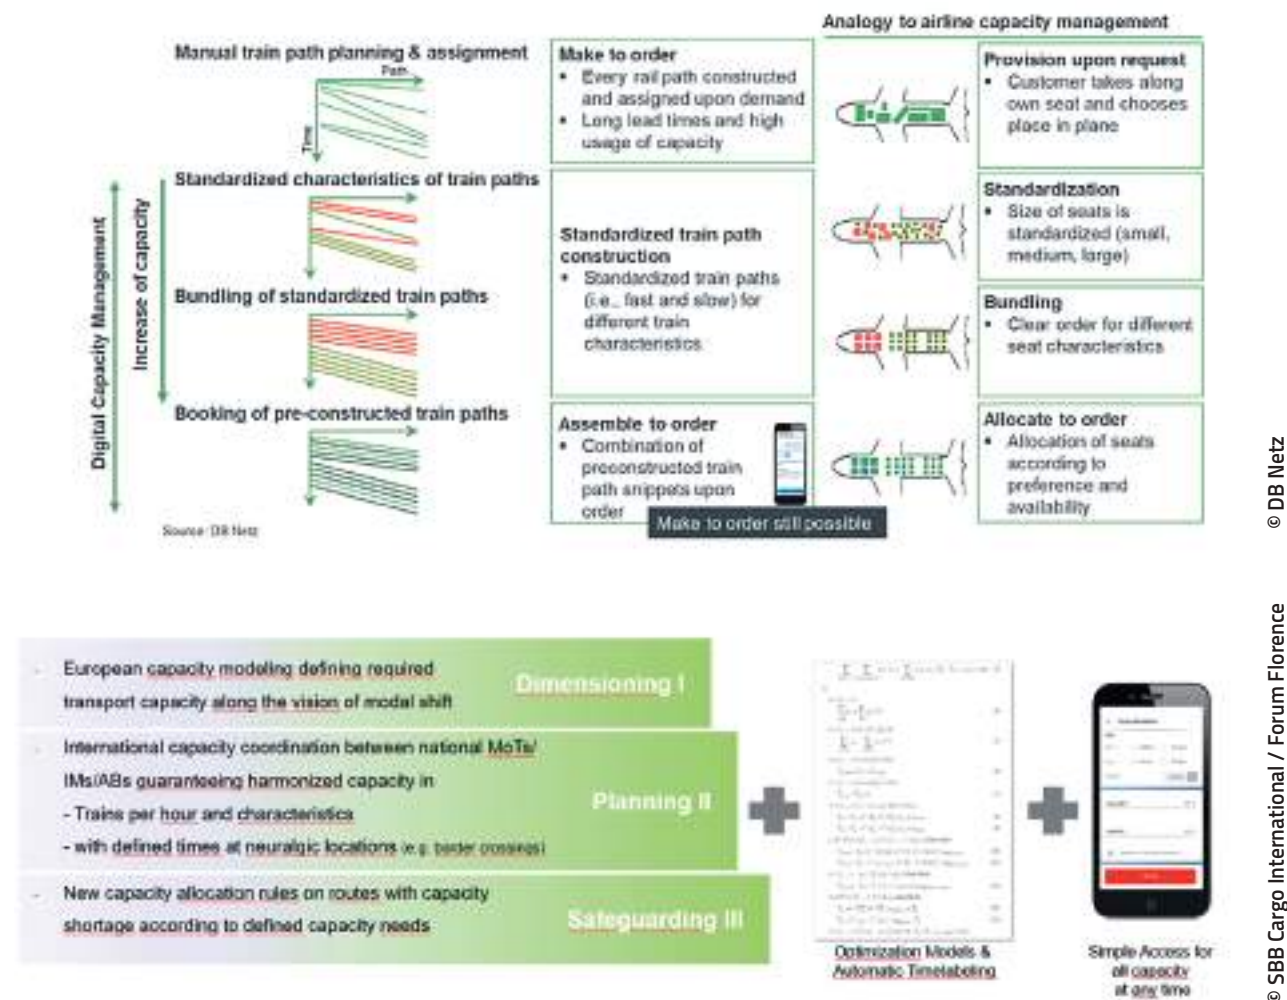 Analogy to airline capacity management
Manual train path planning & assignment
Path
Time
Make to order
• Every rail path constructed
and assigned upon demand
• Long lead times and high
usage of capacity
Provision upon request
• Customer takes along
own seat and chooses
place in plane
Digital Capacity Management
Increase of capacity
Standardized characteristics of train paths
Bundling of standardized train paths
Booking of pre-constructed train paths
Standardized train path
construction
• Standardized train paths
(i.e., fast and slow) for
different train
characteristics
Standardization
• Size of seats is
standardized (small,
medium, large)
Bundling
• Clear order for different
seat characteristics
Assemble to order
• Combination of
preconstructed train
path snippets upon
order
Make to order still possible
Allocate to order
• Allocation of seats
according to
preference and
availability
Source: DB Netz
© DB Netz
- European capacity modeling defining required
transport capacity along the vision of modal shift
Dimensioning I
- International capacity coordination between national MoTs/
IMs/ABs guaranteeing harmonized capacity in
- Trains per hour and characteristics
- with defined times at neuralgic locations (e.g. border crossings)
Planning II
- New capacity allocation rules on routes with capacity
shortage according to defined capacity needs
Safeguarding III
Optimization Models &
Automatic Timelabeling
Simple Access for
all capacity
at any time
© SBB Cargo International / Forum Florence